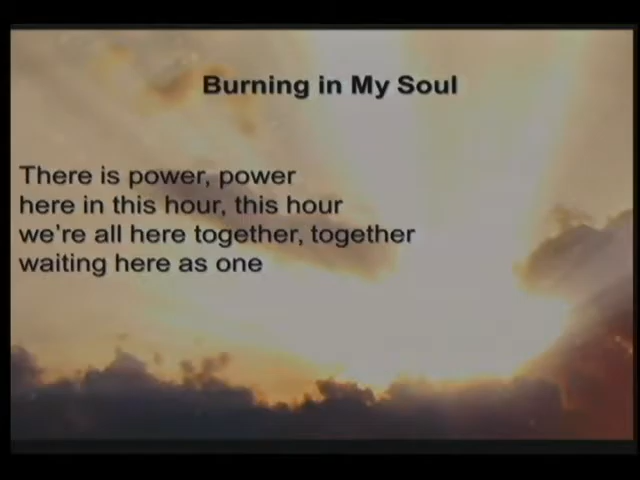 Burning in My Soul
There is power, power
here in this hour, this hour
we're all here together, together
waiting here as one